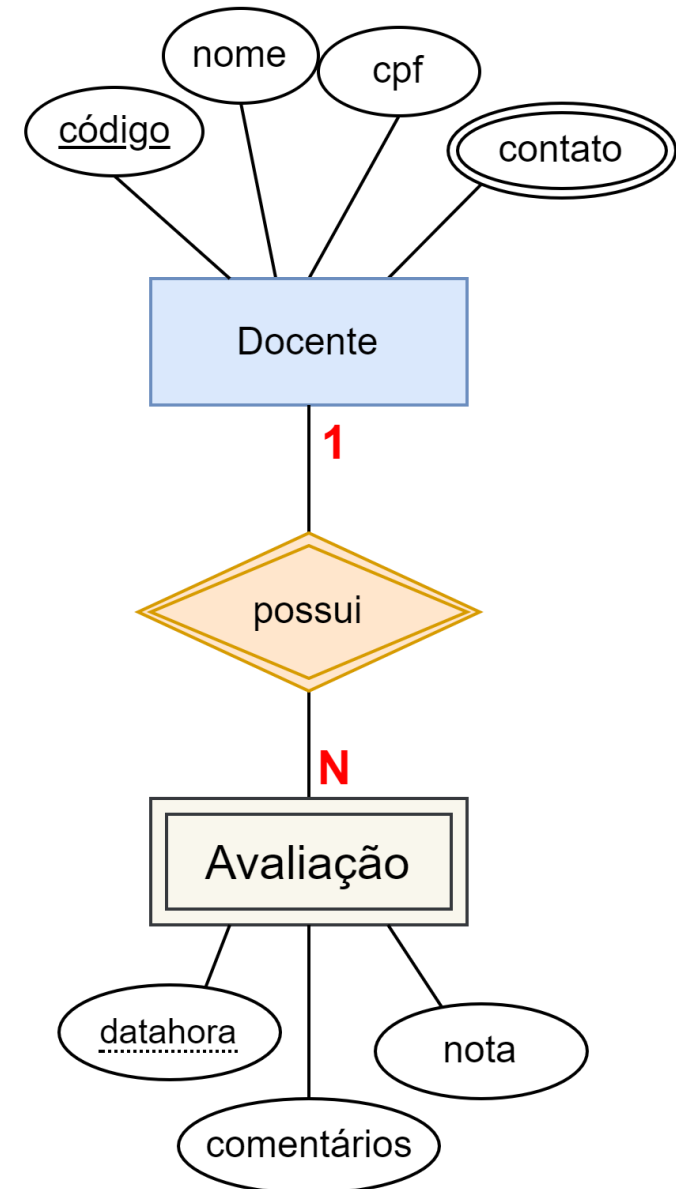 nome
cpf
código
contato
Docente
1
possui
N
Avaliação
datahora
nota
comentários